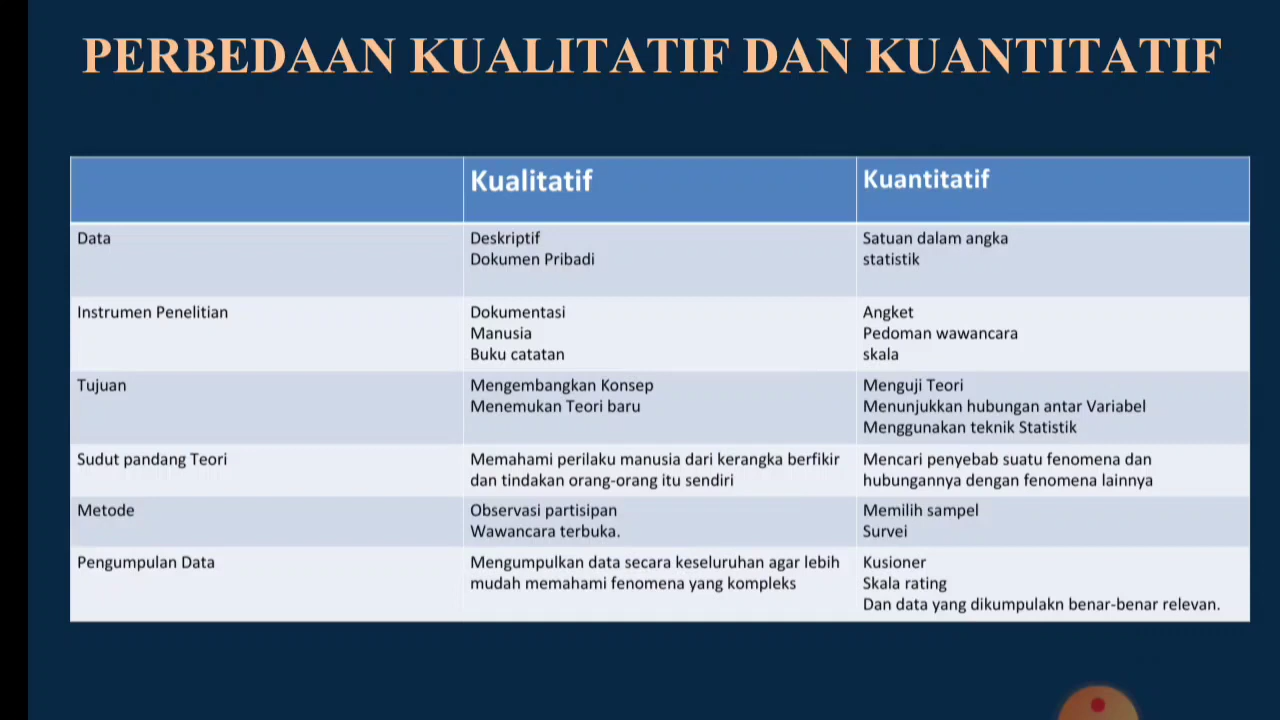 PERBEDAAN KUALITATIF DAN KUANTITATIF
Kualitatif
Kuantitatif
Data
Deskriptif
Dokumen Pribadi
Satuan dalam angka
statistik
Instrumen Penelitian
Dokumentasi
Manusia
Buku catatan
Angket
Pedoman wawancara
skala
Tujuan
Mengembangkan Konsep
Menemukan Teori baru
Menguji Teori
Menunjukkan hubungan antar Variabel
Menggunakan teknik Statistik
Sudut pandang Teori
Memahami perilaku manusia dari kerangka berfikir
dan tindakan orang-orang itu sendiri
Mencari penyebab suatu fenomena dan
hubungannya dengan fenomena lainnya
Metode
Observasi partisipan
Wawancara terbuka.
Memilih sampel
Survei
Pengumpulan Data
Mengumpulkan data secara keseluruhan agar lebih
mudah memahami fenomena yang kompleks
Kusioner
Skala rating
Dan data yang dikumpulakn benar-benar relevan.